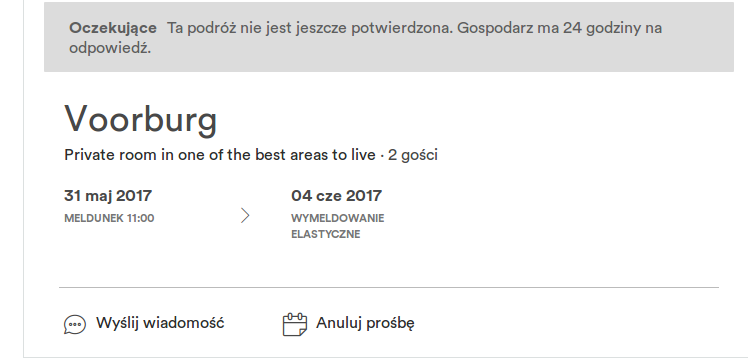 Oczekujące Ta podróż nie jest jeszcze potwierdzona. Gospodarz ma 24 godziny na
odpowiedź.
Voorburg
Private room in one of the best areas to live · 2 gości
31 maj 2017
MELDUNEK 11:00
04 cze 2017
WYMELDOWANIE
ELASTYCZNE
Wyślij wiadomość
Anuluj prośbę